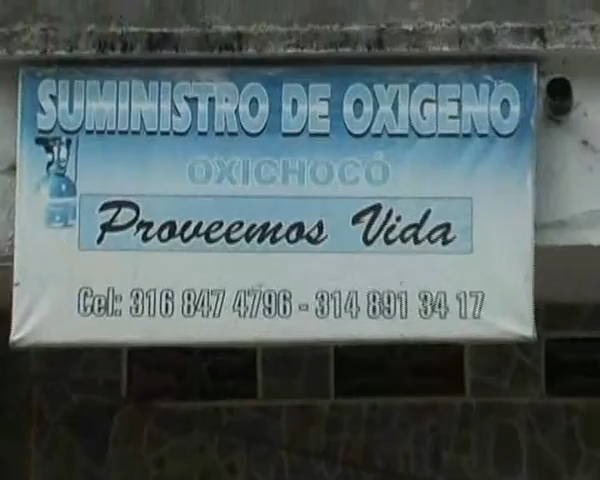 SUMINISTRO DE OXIGENO
OXICHOCÓ
Proveemos Vida
Cel: 316 847 4796 - 314 891 34 17